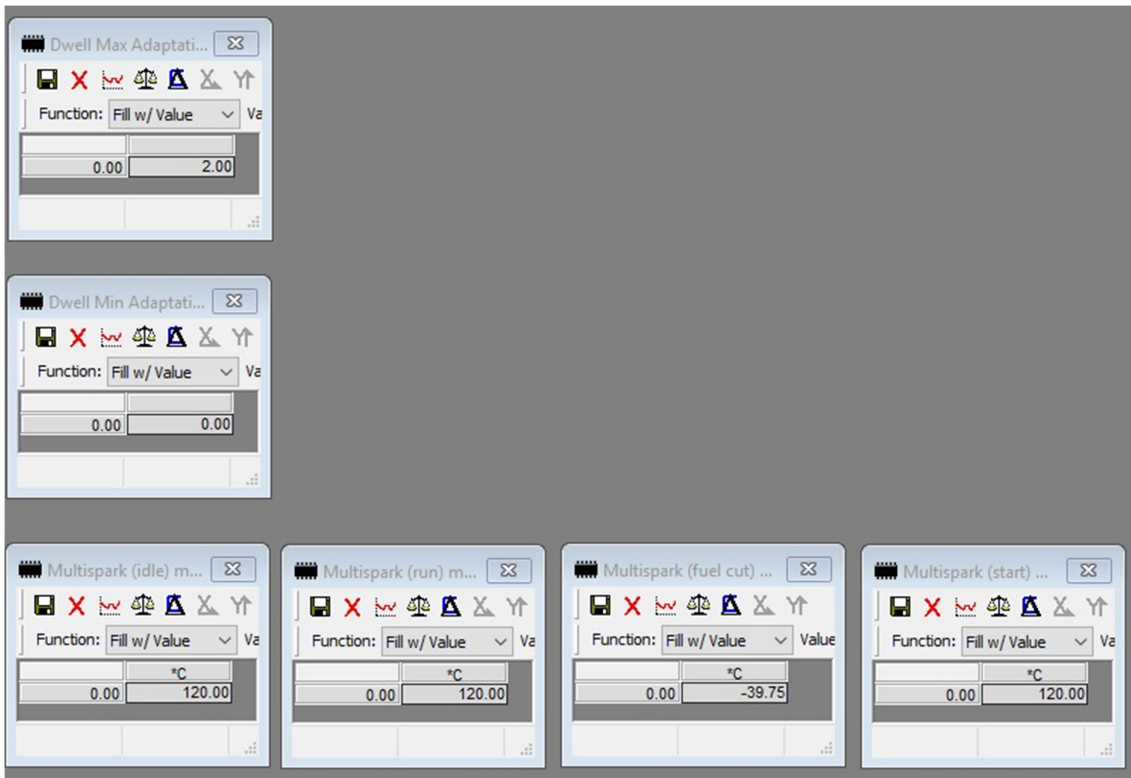 Dwell Max Adaptati...
Function: Fill w/ Value Va
0.00 2.00
Dwell Min Adaptati...
Function: Fill w/ Value Va
0.00 0.00
Multispark (idle) m...
Function: Fill w/ Value Va
°C
0.00 120.00
Multispark (run) m...
Function: Fill w/ Value Va
°C
0.00 120.00
Multispark (fuel cut) ...
Function: Fill w/ Value Value
°C
0.00 -39.75
Multispark (start) ...
Function: Fill w/ Value Va
°C
0.00 120.00